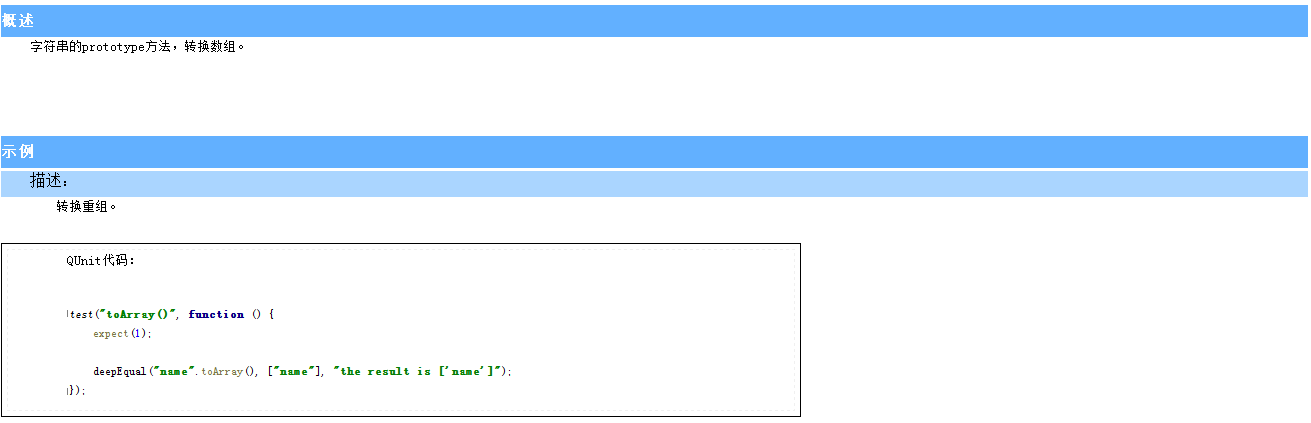 概述
字符串的prototype方法，转换数组。
示例
描述：
转换重组。
QUnit代码：
test("toArray()", function () {
expect(1);
deepEqual("name".toArray(), ["name"], "the result is ['name']");
});